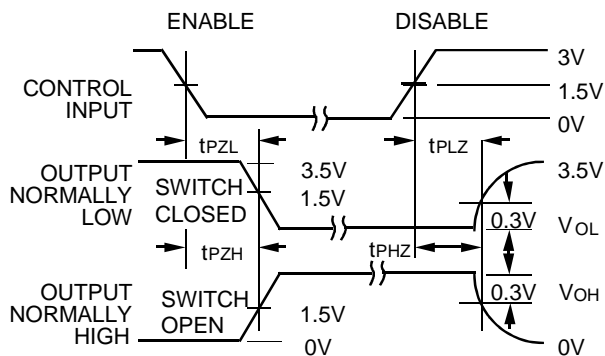 ENABLE DISABLE
3V
CONTROL
INPUT
1.5V
0V
tPZL tPLZ
OUTPUT
NORMALLY
LOW
SWITCH
CLOSED
3.5V
1.5V
3.5V
0.3V VOL
tPZH tPHZ
OUTPUT
NORMALLY
HIGH
SWITCH
OPEN
1.5V
0V
0.3V VOH
0V